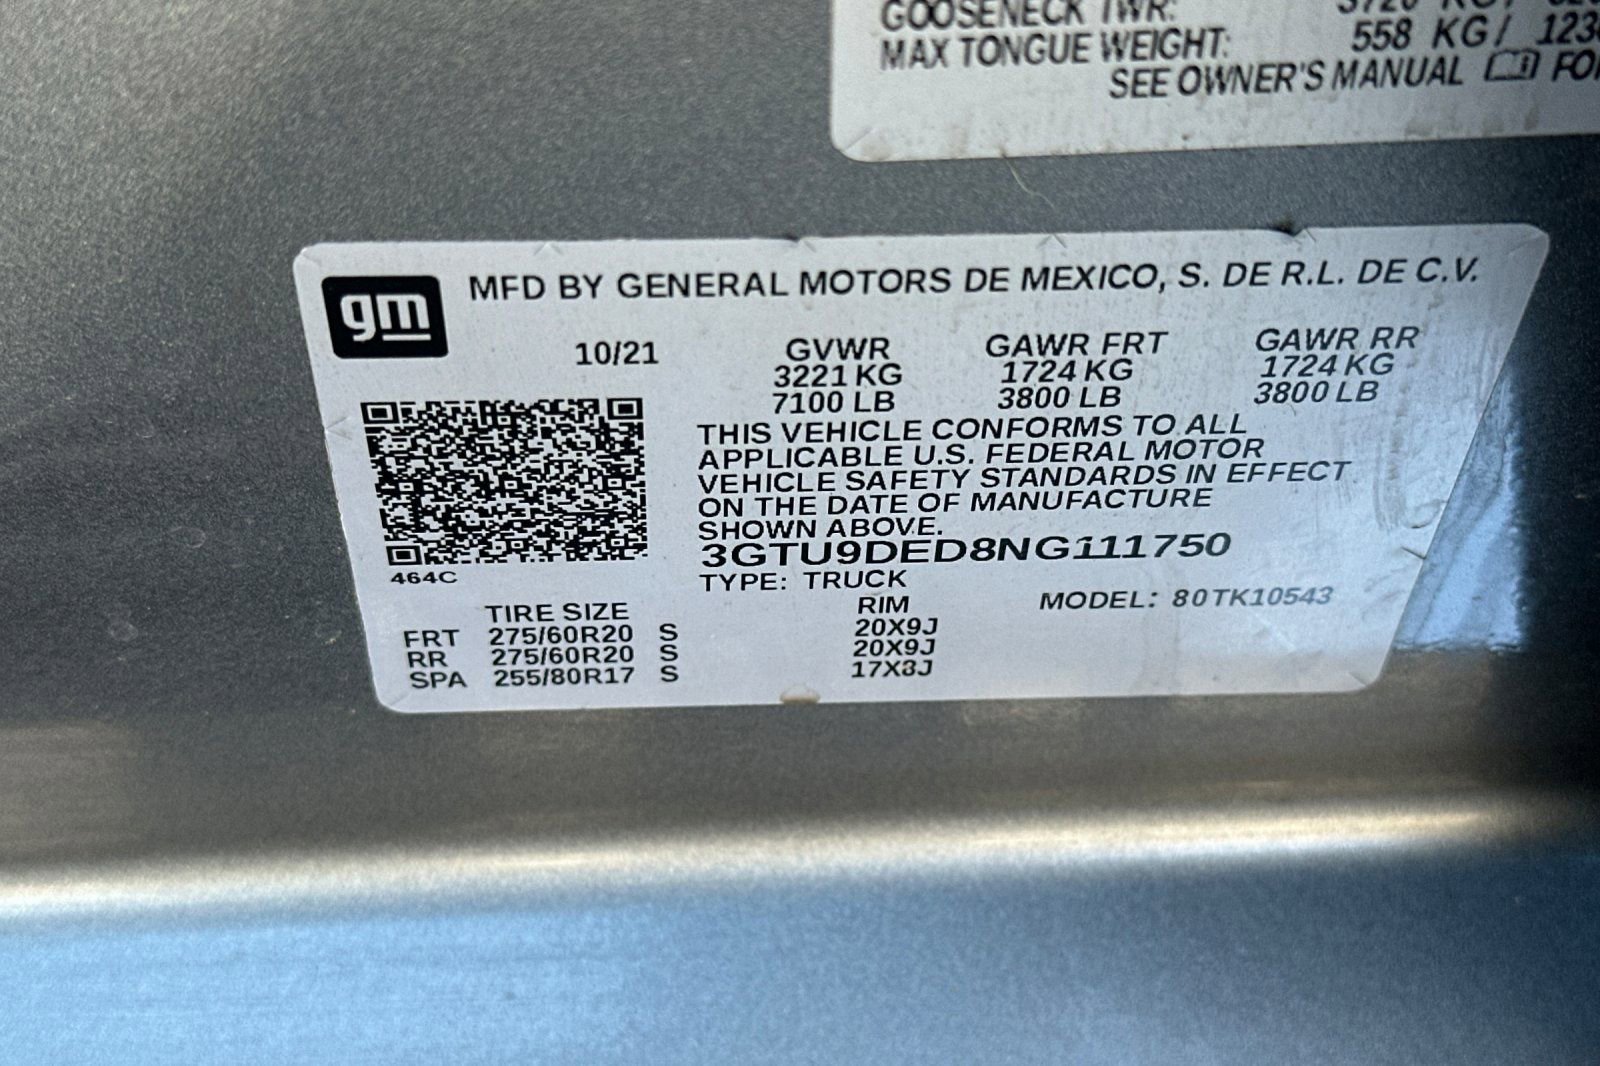 GOOSENECK TWR:
MAX TONGUE WEIGHT: 558 KG/ 123
SEE OWNER'S MANUAL FO
gm
MFD BY GENERAL MOTORS DE MEXICO, S. DE R.L. DE C.V.
10/21 GVWR GAWR FRT GAWR RR
3221 KG 1724 KG 1724 KG
7100 LB 3800 LB 3800 LB
THIS VEHICLE CONFORMS TO ALL
APPLICABLE U.S. FEDERAL MOTOR
VEHICLE SAFETY STANDARDS IN EFFECT
ON THE DATE OF MANUFACTURE
SHOWN ABOVE.
3GTU9DED8NG111750
464C
TYPE: TRUCK MODEL: 80TK10543
TIRE SIZE RIM
FRT 275/60R20 S 20X9J
RR 275/60R20 S 20X9J
SPA 255/80R17 S 17X8J